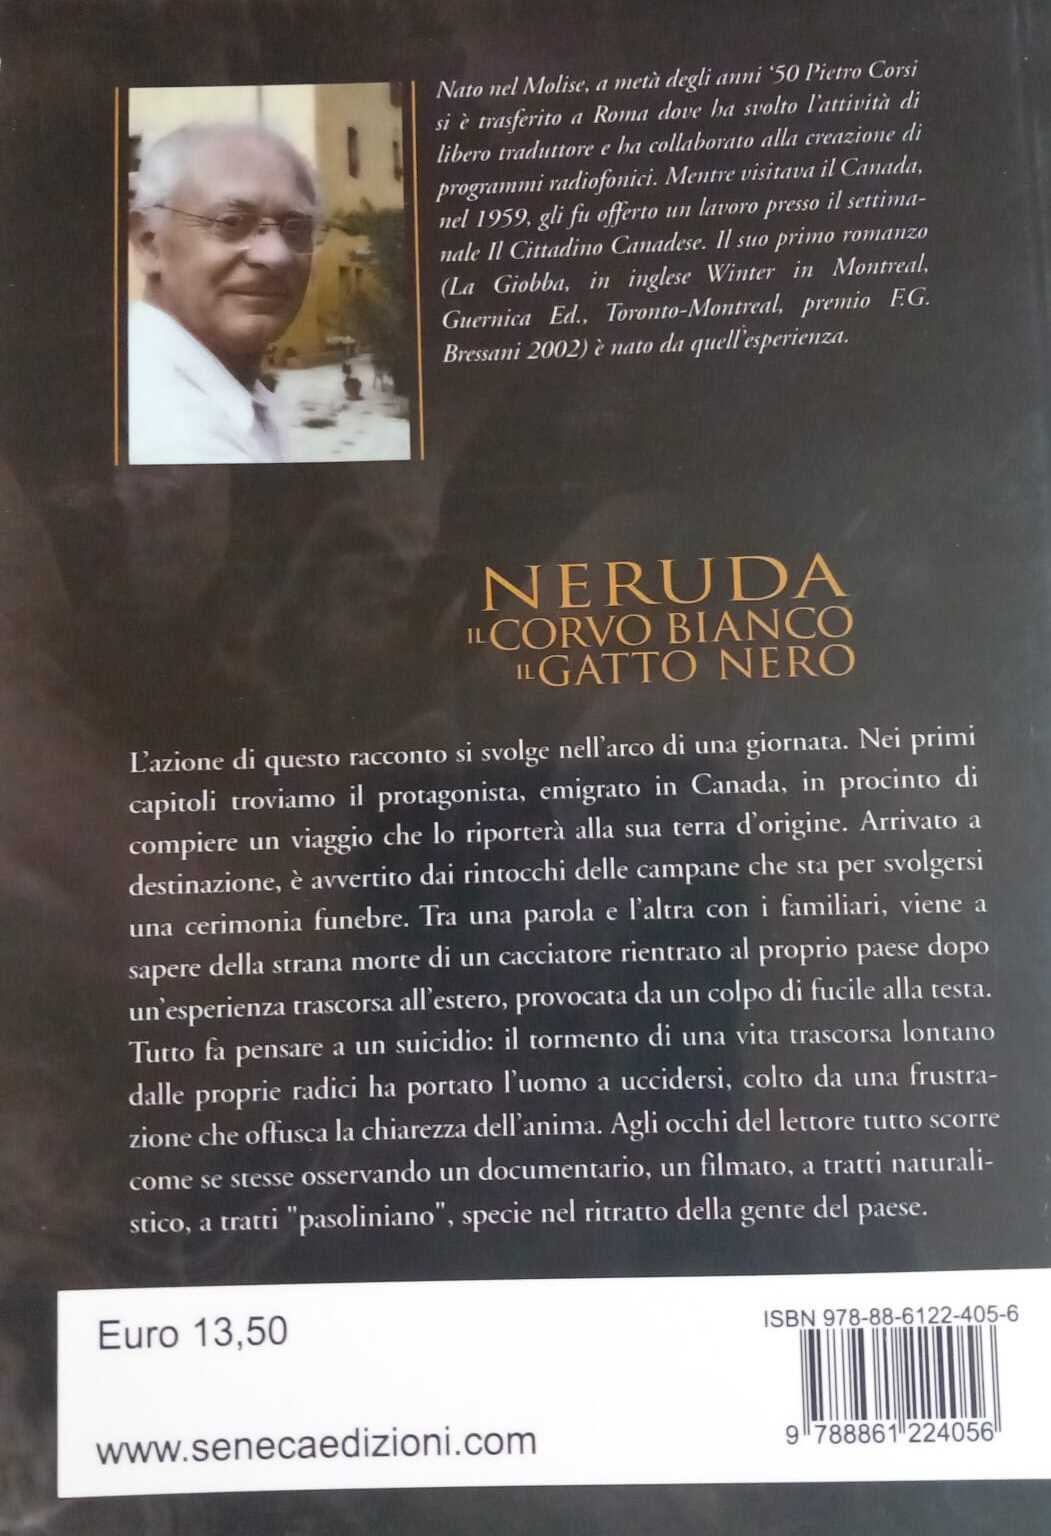 Nato nel Molise, a metà degli anni ‘50 Pietro Corsi
si è trasferito a Roma dove ha svolto l’attività di
libero traduttore e ha collaborato alla creazione di
programmi radiofonici. Mentre visitava il Canada,
nel 1959, gli fu offerto un lavoro presso il settima-
nale Il Cittadino Canadese. Il suo primo romanzo
(La Giobba, in inglese Winter in Montreal,
Guernica Ed., Toronto-Montreal, premio F.G.
Bressani 2002) è nato da quell’esperienza.
NERUDA
IL CORVO BIANCO
IL GATTO NERO
L’azione di questo racconto si svolge nell’arco di una giornata. Nei primi
capitoli troviamo il protagonista, emigrato in Canada, in procinto di
compiere un viaggio che lo riporterà alla sua terra d’origine. Arrivato a
destinazione, è avvertito dai rintocchi delle campane che sta per svolgersi
una cerimonia funebre. Tra una parola e l’altra con i familiari, viene a
sapere della strana morte di un cacciatore rientrato al proprio paese dopo
un’esperienza trascorsa all’estero, provocata da un colpo di fucile alla testa.
Tutto fa pensare a un suicidio: il tormento di una vita trascorsa lontano
dalle proprie radici ha portato l’uomo a uccidersi, colto da una frustra-
zione che offusca la chiarezza dell’anima. Agli occhi del lettore tutto scorre
come se stesse osservando un documentario, un filmato, a tratti naturali-
stico, a tratti "pasoliniano", specie nel ritratto della gente del paese.
Euro 13,50
ISBN 978-88-6122-405-6
9 788861 224056
www.senecaedizioni.com